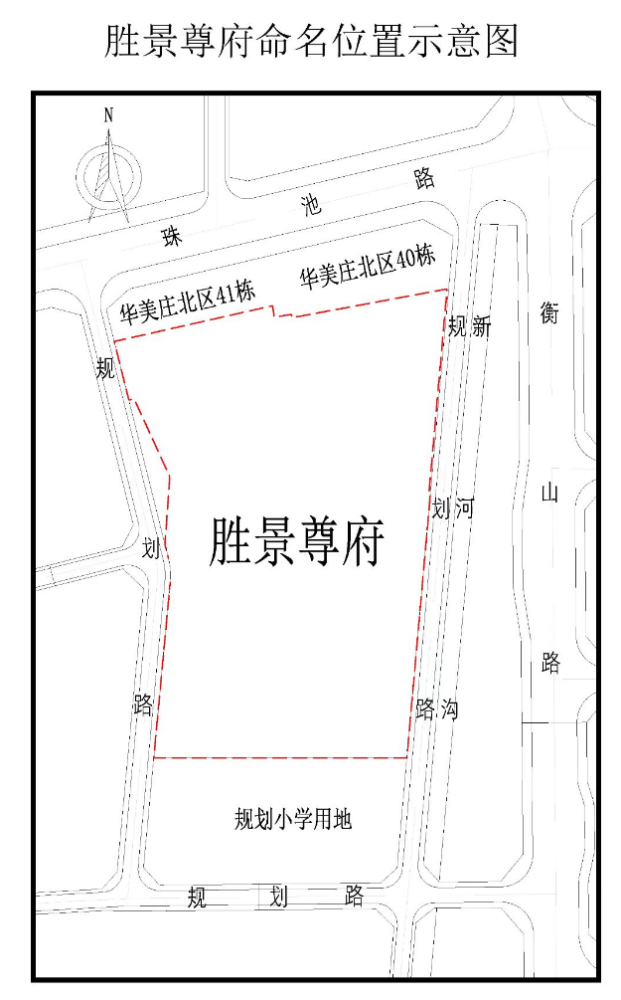 胜景尊府命名位置示意图
N
珠池路
华美庄北区41栋
华美庄北区40栋
规划路
规划路
新河沟
衡山路
胜景尊府
规划小学用地
规划路